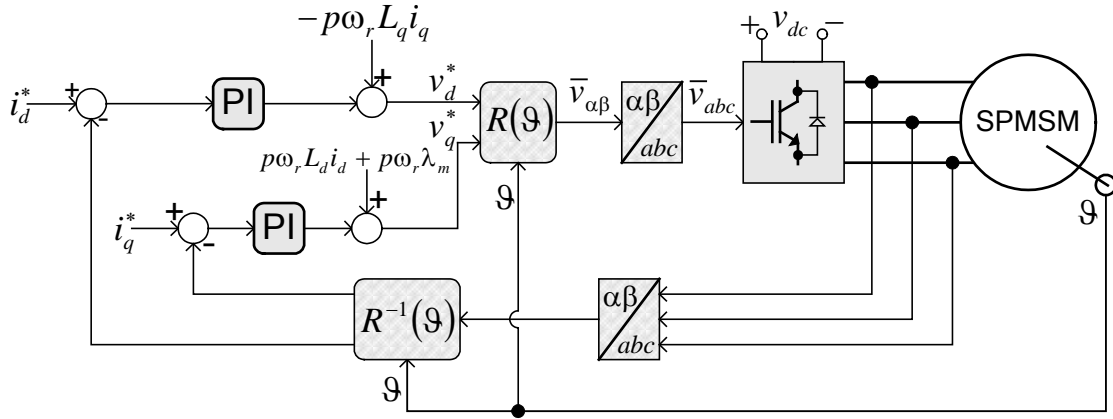 −pω_r L_q i_q
+ v_dc −
i_d^*
+
-
PI
+
+
v_d^*
v_q^*
R(ϑ)
v̅_αβ
αβ
abc
v̅_abc
SPMSM
pω_r L_d i_d + pω_r λ_m
ϑ
ϑ
i_q^*
+
-
PI
+
R⁻¹(ϑ)
αβ
abc
ϑ